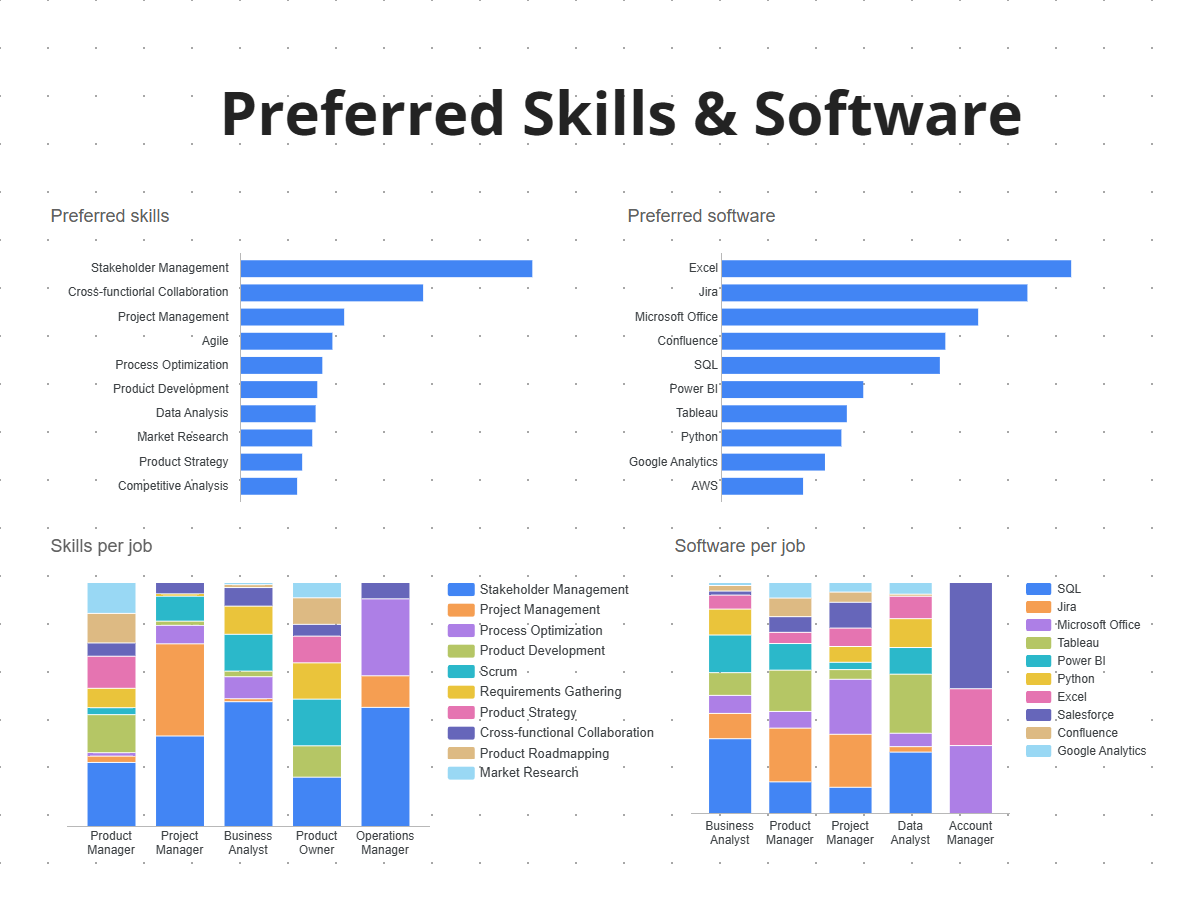 Preferred Skills & Software
Preferred skills
Stakeholder Management
Cross-functional Collaboration
Project Management
Agile
Process Optimization
Product Development
Data Analysis
Market Research
Product Strategy
Competitive Analysis
Preferred software
Excel
Jira
Microsoft Office
Confluence
SQL
Power BI
Tableau
Python
Google Analytics
AWS
Skills per job
Stakeholder Management
Project Management
Process Optimization
Product Development
Scrum
Requirements Gathering
Product Strategy
Cross-functional Collaboration
Product Roadmapping
Market Research
Product
Manager
Project
Manager
Business
Analyst
Product
Owner
Operations
Manager
Software per job
SQL
Jira
Microsoft Office
Tableau
Power BI
Python
Excel
Salesforce
Confluence
Google Analytics
Business
Analyst
Product
Manager
Project
Manager
Data
Analyst
Account
Manager